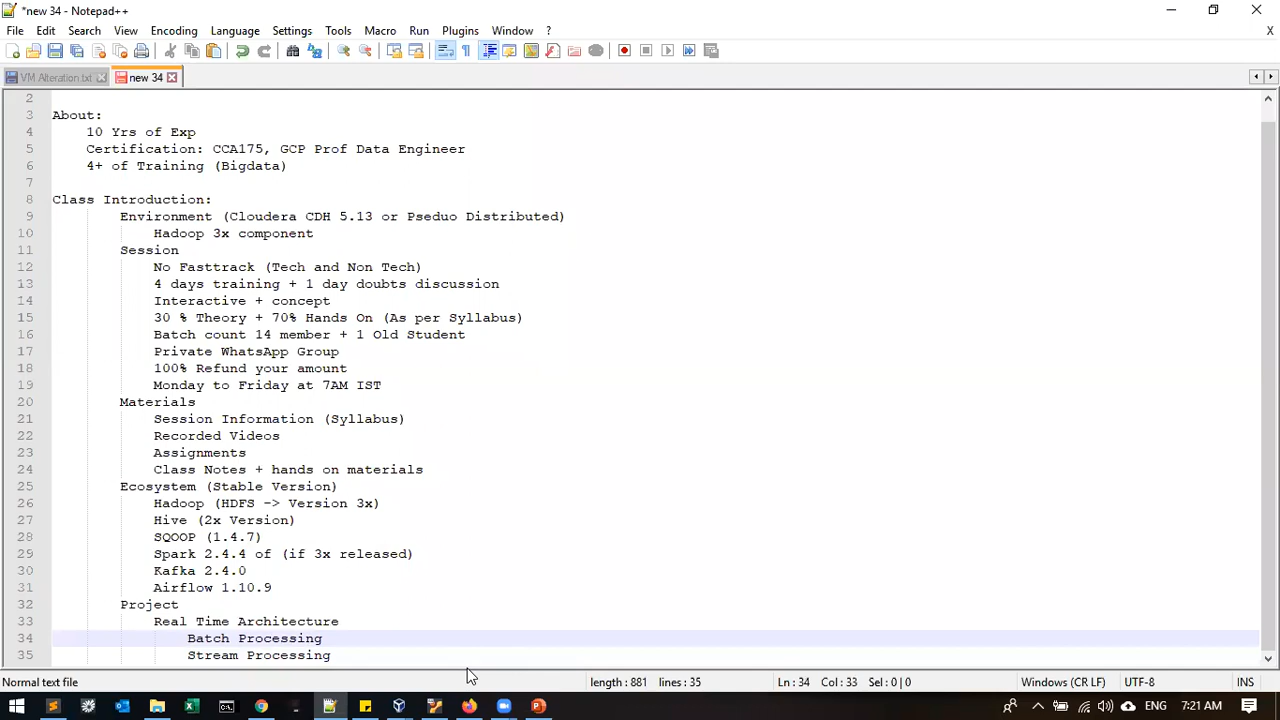 *new 34 - Notepad++
File Edit Search View Encoding Language Settings Tools Macro Run Plugins Window ? X
VM Alteration.txt new 34
2
3 About:
4 10 Yrs of Exp
5 Certification: CCA175, GCP Prof Data Engineer
6 4+ of Training (Bigdata)
7
8 Class Introduction:
9 Environment (Cloudera CDH 5.13 or Pseduo Distributed)
10 Hadoop 3x component
11 Session
12 No Fasttrack (Tech and Non Tech)
13 4 days training + 1 day doubts discussion
14 Interactive + concept
15 30 % Theory + 70% Hands On (As per Syllabus)
16 Batch count 14 member + 1 Old Student
17 Private WhatsApp Group
18 100% Refund your amount
19 Monday to Friday at 7AM IST
20 Materials
21 Session Information (Syllabus)
22 Recorded Videos
23 Assignments
24 Class Notes + hands on materials
25 Ecosystem (Stable Version)
26 Hadoop (HDFS -> Version 3x)
27 Hive (2x Version)
28 SQOOP (1.4.7)
29 Spark 2.4.4 of (if 3x released)
30 Kafka 2.4.0
31 Airflow 1.10.9
32 Project
33 Real Time Architecture
34 Batch Processing
35 Stream Processing
Normal text file length : 881 lines : 35 Ln : 34 Col : 33 Sel : 0 | 0 Windows (CR LF) UTF-8 INS
ENG 7:21 AM